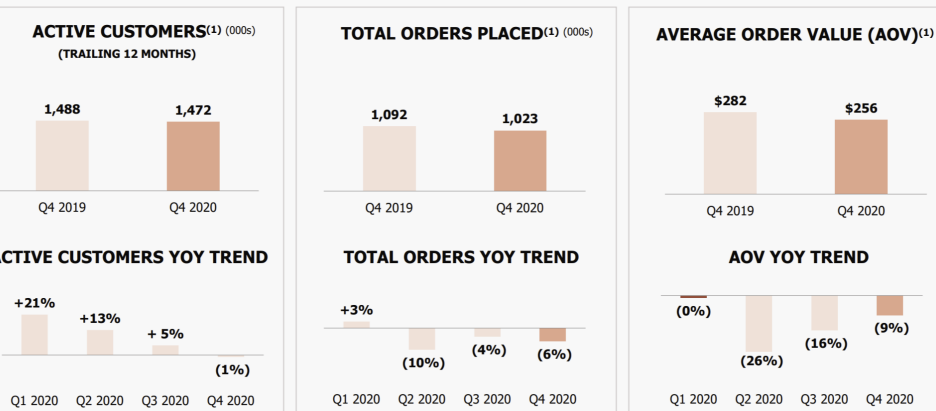 ACTIVE CUSTOMERS(1) (000s)
(TRAILING 12 MONTHS)
1,488
1,472
Q4 2019
Q4 2020
TOTAL ORDERS PLACED(1) (000s)
1,092
1,023
Q4 2019
Q4 2020
AVERAGE ORDER VALUE (AOV)(1)
$282
$256
Q4 2019
Q4 2020
CTIVE CUSTOMERS YOY TREND
+21%
+13%
+ 5%
(1%)
Q1 2020 Q2 2020 Q3 2020 Q4 2020
TOTAL ORDERS YOY TREND
+3%
(10%)
(4%)
(6%)
Q1 2020 Q2 2020 Q3 2020 Q4 2020
AOV YOY TREND
(0%)
(26%)
(16%)
(9%)
Q1 2020 Q2 2020 Q3 2020 Q4 2020